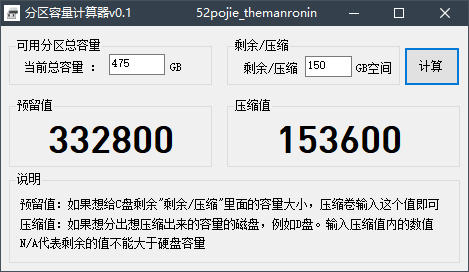 分区容量计算器v0.1 52pojie_themanronin
可用分区总容量
当前总容量 : 475 GB
剩余/压缩
剩余/压缩 150 GB空间
计算
预留值
332800
压缩值
153600
说明
预留值: 如果想给C盘剩余"剩余/压缩"里面的容量大小，压缩卷输入这个值即可
压缩值: 如果想分出想压缩出来的容量的磁盘，例如D盘。输入压缩值内的数值
N/A代表剩余的值不能大于硬盘容量